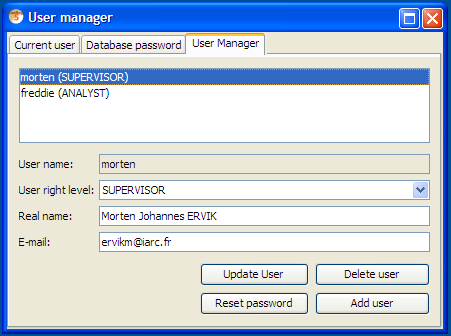 User manager
Current user Database password User Manager
morten (SUPERVISOR)
freddie (ANALYST)
User name: morten
User right level: SUPERVISOR
Real name: Morten Johannes ERVIK
E-mail: ervikm@iarc.fr
Update User Delete user
Reset password Add user